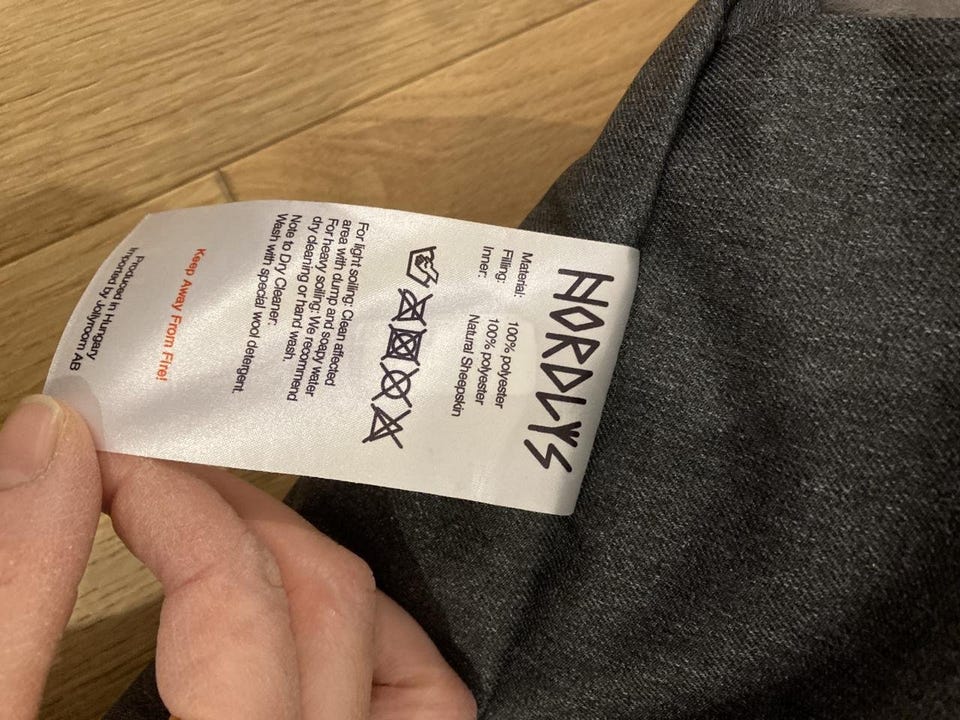 HORDLYS
Material: 100% polyester
Filling: 100% polyester
Inner: Natural Sheepskin
For light soiling: Clean affected
area with dump and soapy water
For heavy soiling: We recommend
dry cleaning or hand wash.
Note to Dry Cleaner:
Wash with special wool detergent.
Keep Away From Fire!
Produced in Hungary
Imported by Jollyroom AB